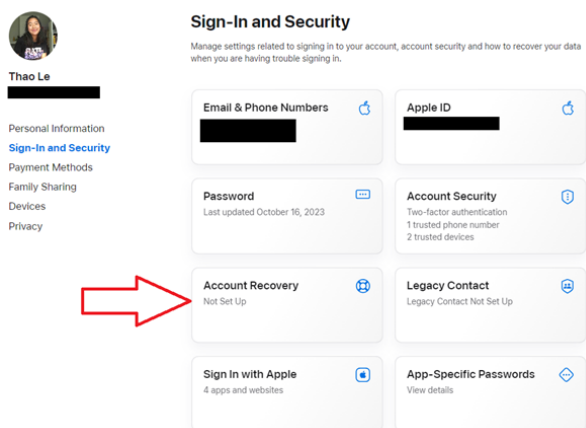 Sign-In and Security
Manage settings related to signing in to your account, account security and how to recover your data
when you are having trouble signing in.
Thao Le
Personal Information
Sign-In and Security
Payment Methods
Family Sharing
Devices
Privacy
Email & Phone Numbers
Apple ID
Password
Last updated October 16, 2023
Account Security
Two-factor authentication
1 trusted phone number
2 trusted devices
Account Recovery
Not Set Up
Legacy Contact
Legacy Contact Not Set Up
Sign In with Apple
4 apps and websites
App-Specific Passwords
View details